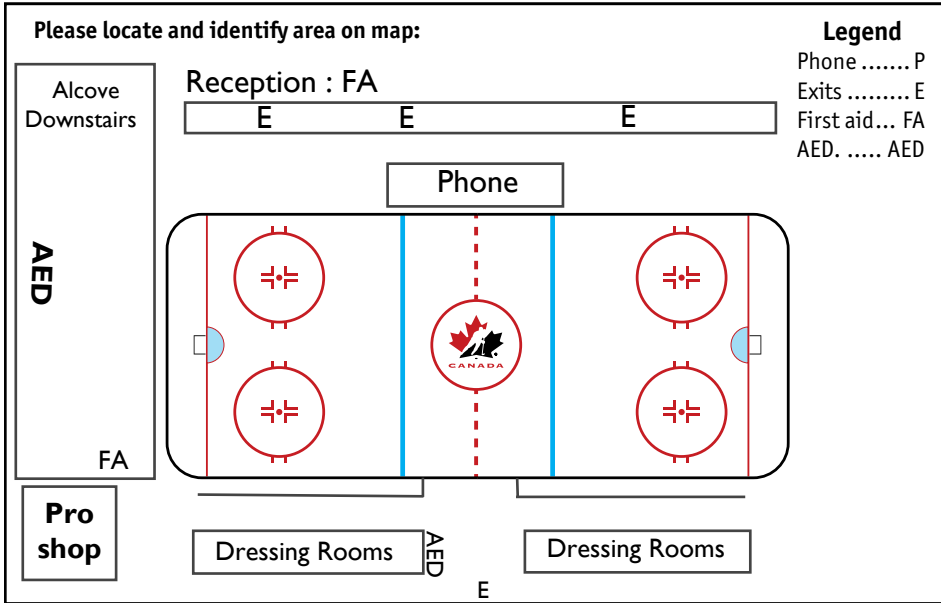 Please locate and identify area on map:
Legend
Phone ....... P
Exits ......... E
First aid... FA
AED. ..... AED
Alcove
Downstairs
Reception : FA
E E E
Phone
AED
CANADA
FA
Pro
shop
Dressing Rooms
AED
Dressing Rooms
E